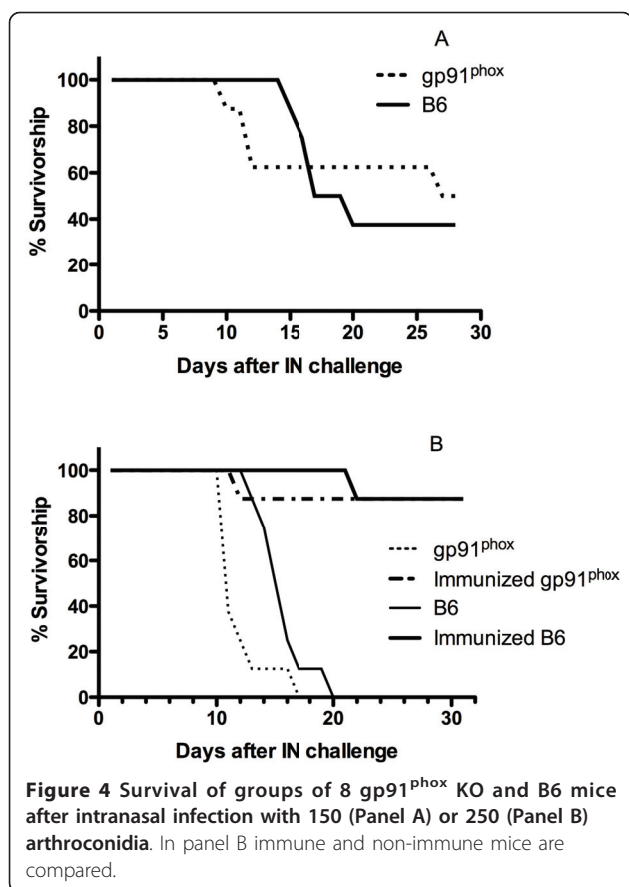 A
gp91phox
B6
100
80
60
40
20
0
% Survivorship
0 5 10 15 20 25 30
Days after IN challenge
B
100
80
60
40
20
0
% Survivorship
gp91phox
Immunized gp91phox
B6
Immunized B6
0 10 20 30
Days after IN challenge
Figure 4 Survival of groups of 8 gp91phox KO and B6 mice
after intranasal infection with 150 (Panel A) or 250 (Panel B)
arthroconidia. In panel B immune and non-immune mice are
compared.